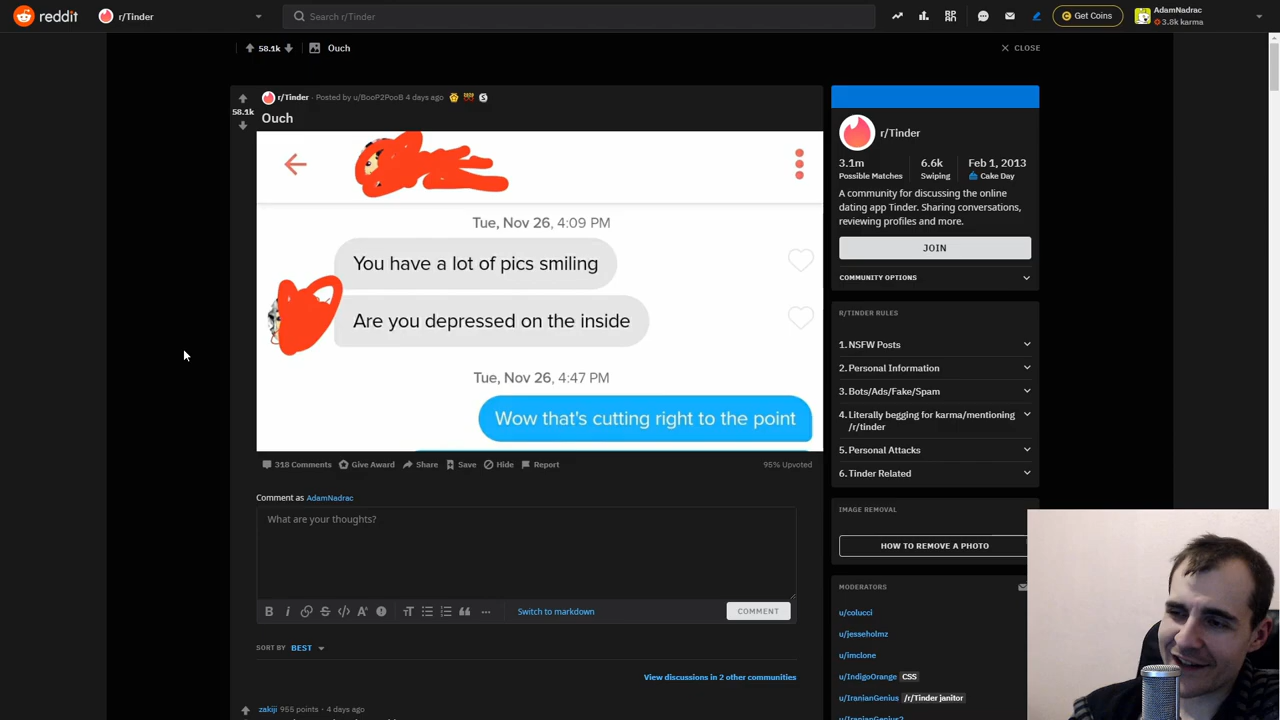 reddit
r/Tinder
Search r/Tinder
Get Coins
AdamNadrac
3.8k karma
58.1k
Ouch
CLOSE
58.1k
r/Tinder · Posted by u/BooP2PooB 4 days ago
Ouch
Tue, Nov 26, 4:09 PM
You have a lot of pics smiling
Are you depressed on the inside
Tue, Nov 26, 4:47 PM
Wow that's cutting right to the point
318 Comments Give Award Share Save Hide Report
95% Upvoted
Comment as AdamNadrac
What are your thoughts?
Switch to markdown
COMMENT
SORT BY BEST
View discussions in 2 other communities
zakiji 955 points · 4 days ago
r/Tinder
3.1m 6.6k Feb 1, 2013
Possible Matches Swiping Cake Day
A community for discussing the online
dating app Tinder. Sharing conversations,
reviewing profiles and more.
JOIN
COMMUNITY OPTIONS
R/TINDER RULES
1. NSFW Posts
2. Personal Information
3. Bots/Ads/Fake/Spam
4. Literally begging for karma/mentioning
/r/tinder
5. Personal Attacks
6. Tinder Related
IMAGE REMOVAL
HOW TO REMOVE A PHOTO
MODERATORS
u/colucci
u/jesseholmz
u/imclone
u/IndigoOrange CSS
u/IranianGenius /r/Tinder janitor
u/IranianGenius2